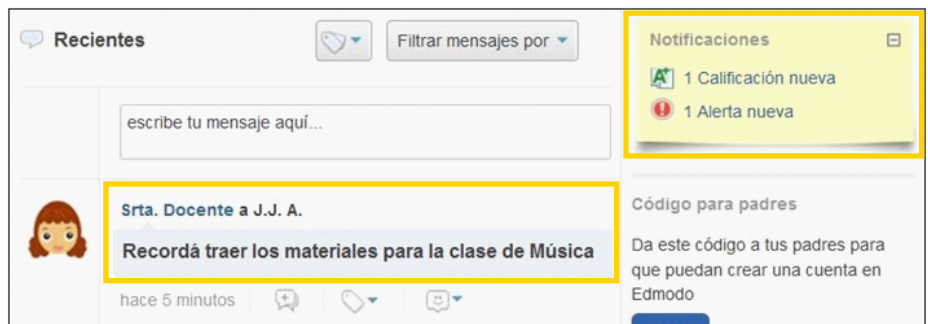 Recientes
Filtrar mensajes por
escribe tu mensaje aquí...
Srta. Docente a J.J. A.
Recordá traer los materiales para la clase de Música
hace 5 minutos
Notificaciones
1 Calificación nueva
1 Alerta nueva
Código para padres
Da este código a tus padres para
que puedan crear una cuenta en
Edmodo